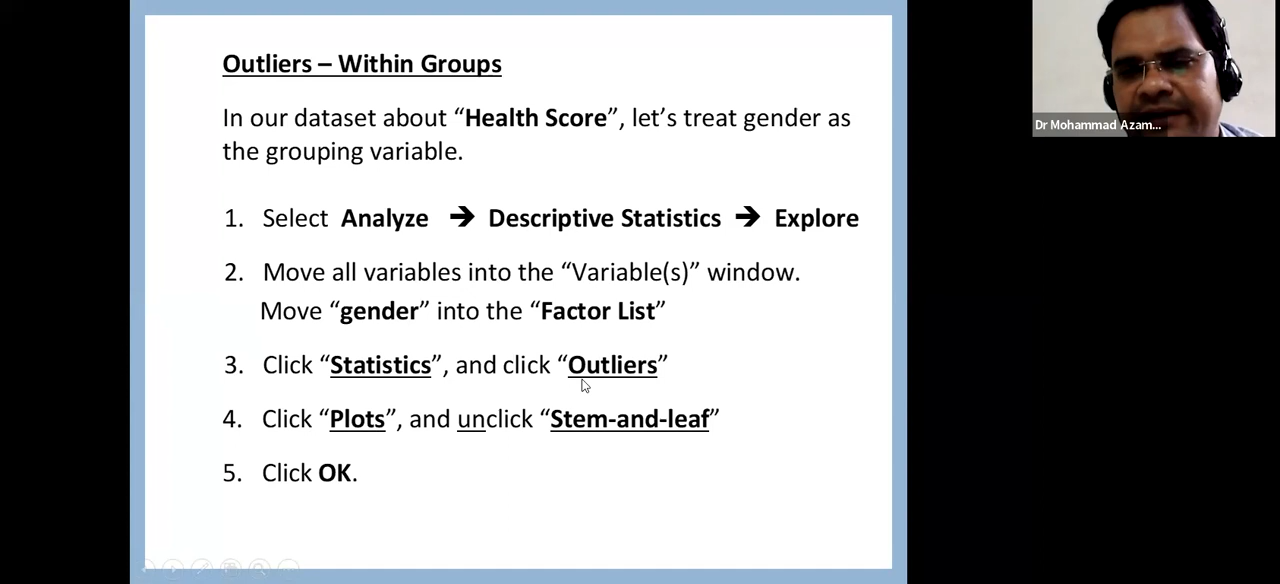 Outliers – Within Groups
In our dataset about “Health Score”, let’s treat gender as
the grouping variable.
1. Select Analyze ➔ Descriptive Statistics ➔ Explore
2. Move all variables into the “Variable(s)” window.
Move “gender” into the “Factor List”
3. Click “Statistics”, and click “Outliers”
4. Click “Plots”, and unclick “Stem-and-leaf”
5. Click OK.
Dr Mohammad Azam...